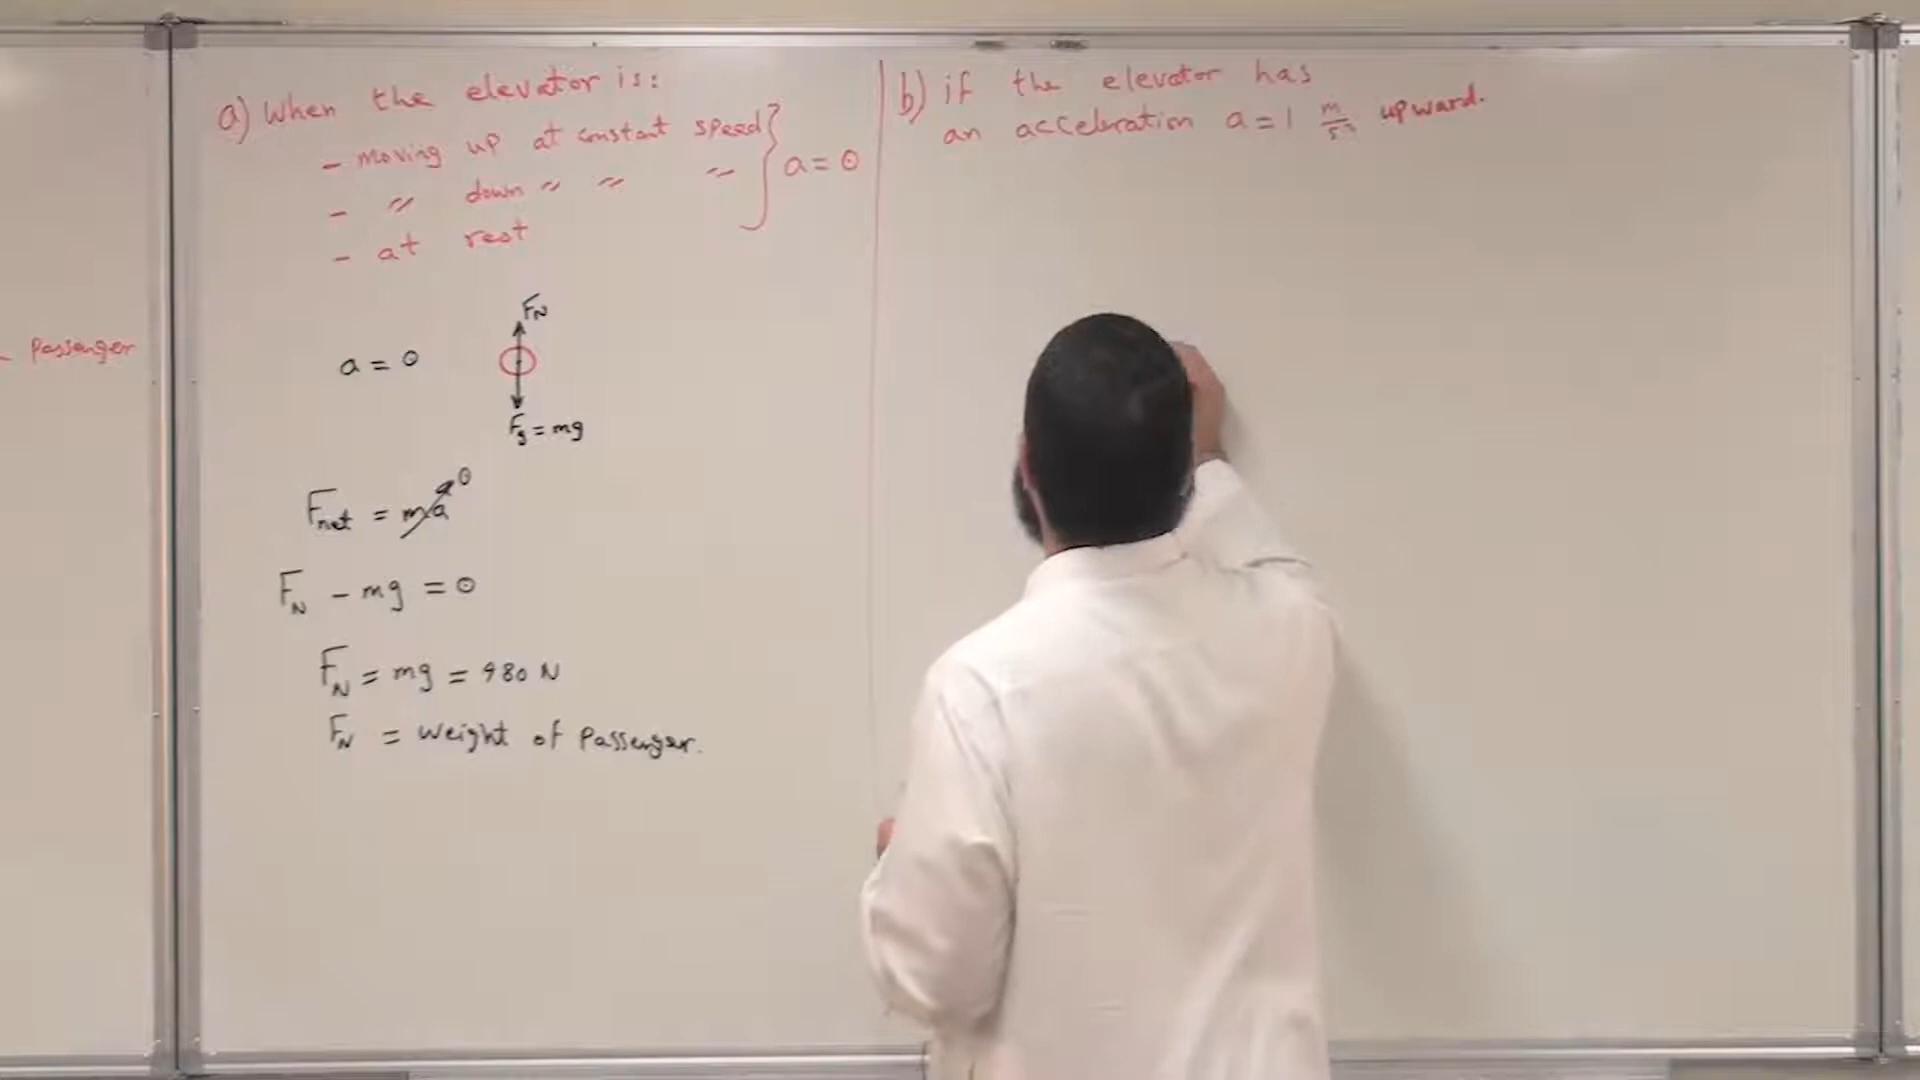 a) When the elevator is:
- moving up at constant speed
- " down " " "
- at rest
} a = 0
Passenger
a = 0
FN
Fg = mg
Fnet = ma 0
FN - mg = 0
FN = mg = 980 N
FN = weight of Passenger.
b) if the elevator has
an acceleration a = 1 m/s² upward.